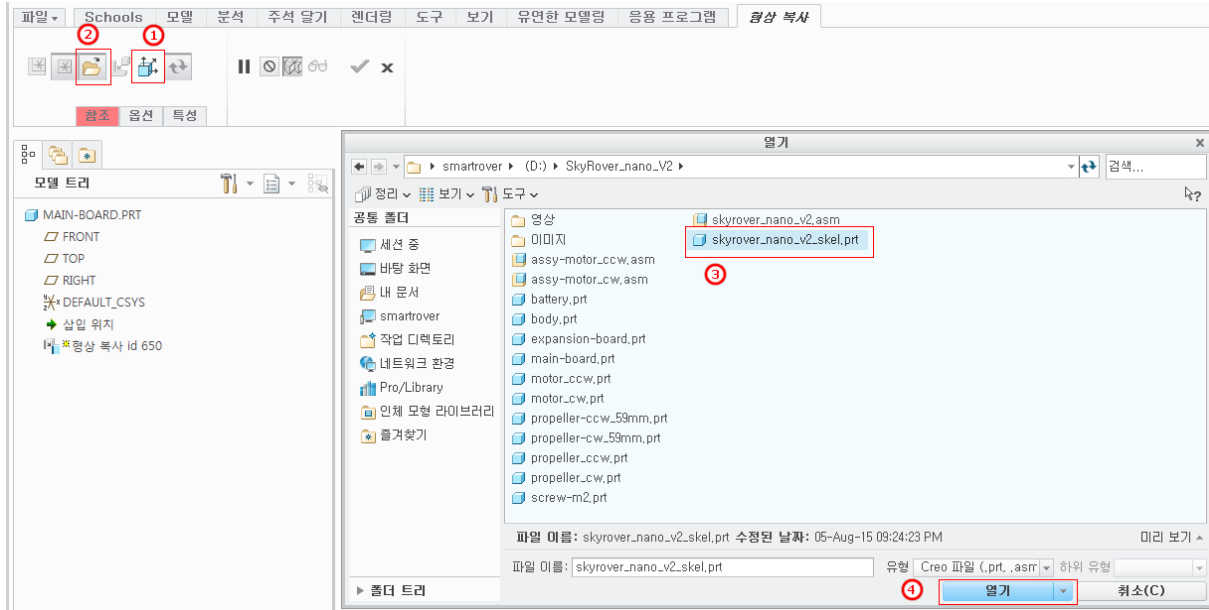 파일 Schools 모델 분석 주석 달기 렌더링 도구 보기 유연한 모델링 응용 프로그램 형상 복사
② ①
참조 옵션 특성
모델 트리
MAIN-BOARD.PRT
FRONT
TOP
RIGHT
DEFAULT_CSYS
삽입 위치
형상 복사 id 650
열기
smartrover (D:) SkyRover_nano_V2 검색...
정리 보기 도구
공통 폴더
세션 중
바탕 화면
내 문서
smartrover
작업 디렉토리
네트워크 환경
Pro/Library
인체 모형 라이브러리
즐겨찾기
영상
이미지
assy-motor_ccw.asm
assy-motor_cw.asm
battery.prt
body.prt
expansion-board.prt
main-board.prt
motor_ccw.prt
motor_cw.prt
propeller-ccw_59mm.prt
propeller-cw_59mm.prt
propeller_ccw.prt
propeller_cw.prt
screw-m2.prt
skyrover_nano_v2.asm
skyrover_nano_v2_skel.prt
③
파일 이름: skyrover_nano_v2_skel.prt 수정된 날짜: 05-Aug-15 09:24:23 PM 미리 보기
파일 이름: skyrover_nano_v2_skel.prt 유형 Creo 파일 (.prt, .asm 하위 유형
폴더 트리 ④ 열기 취소(C)